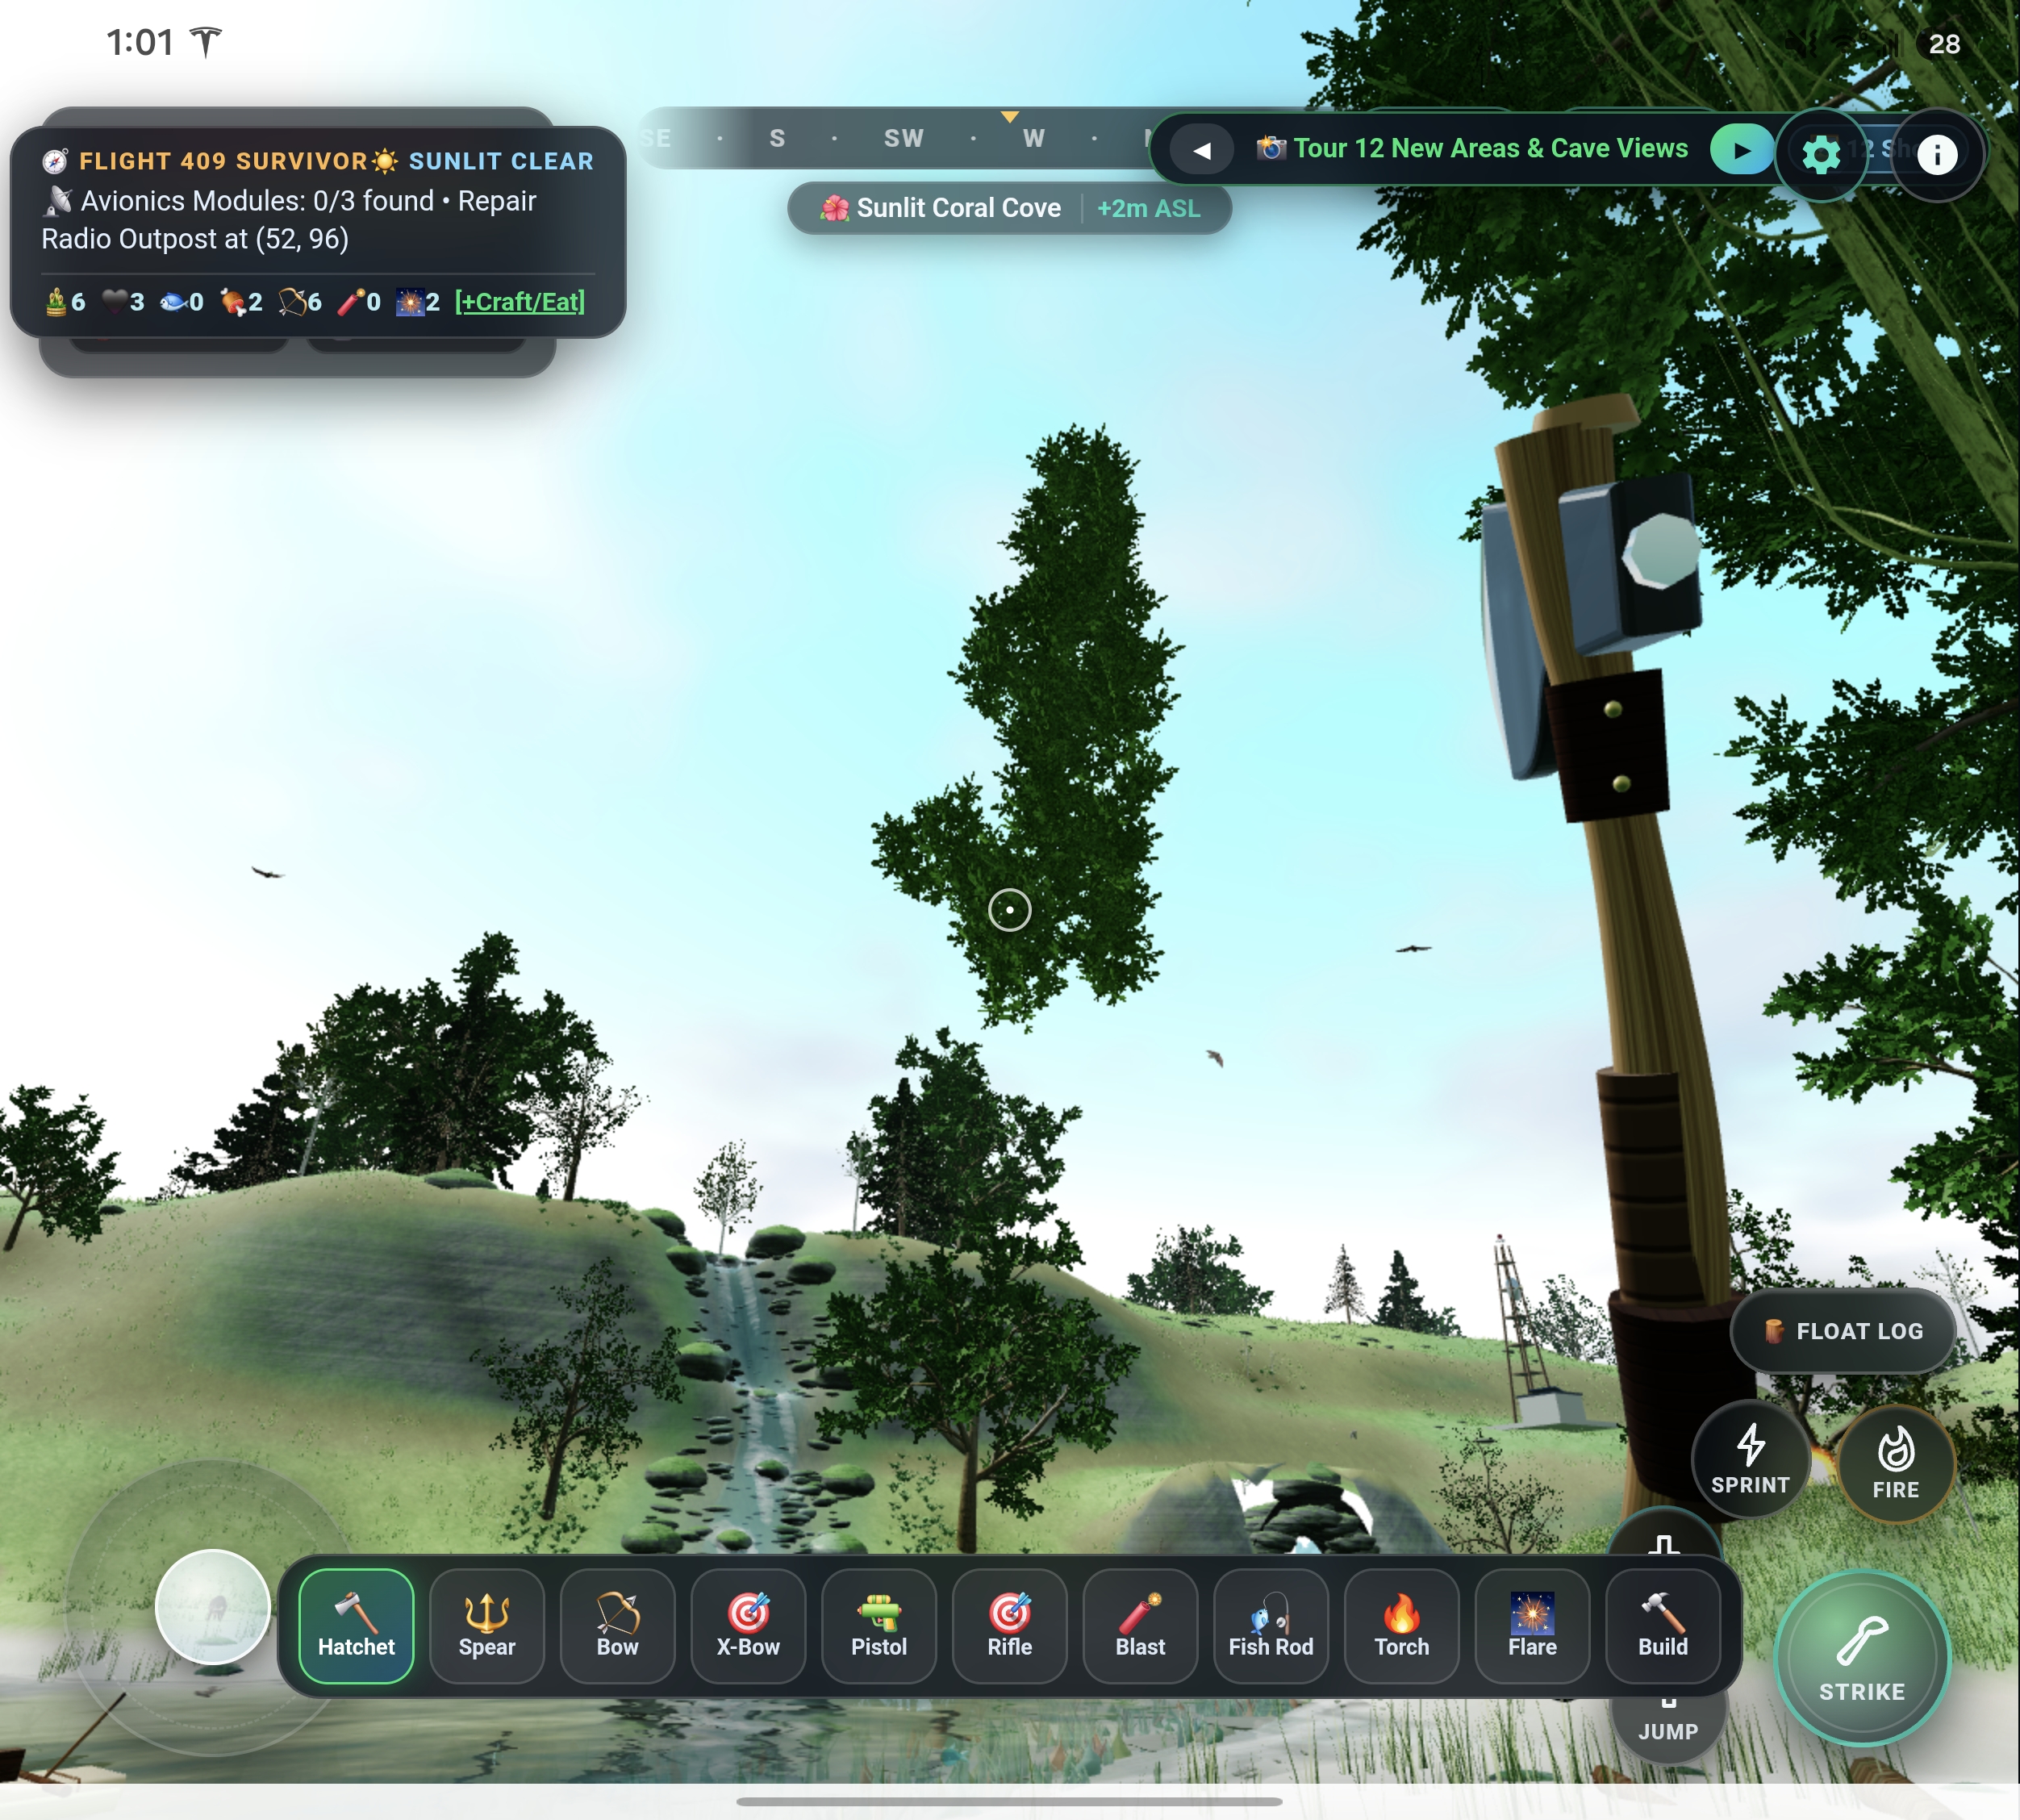 1:01
28
SE · S · SW · W ·
◀ 📸 Tour 12 New Areas & Cave Views ▶
12
🧭 FLIGHT 409 SURVIVOR ☀️ SUNLIT CLEAR
📡 Avionics Modules: 0/3 found • Repair
Radio Outpost at (52, 96)
🎍6 🖤3 🐟0 🍖2 🏹6 🧨0 🎆2 [+Craft/Eat]
🌺 Sunlit Coral Cove | +2m ASL
🪵 FLOAT LOG
SPRINT
FIRE
Hatchet Spear Bow X-Bow Pistol Rifle Blast Fish Rod Torch Flare Build
STRIKE
JUMP